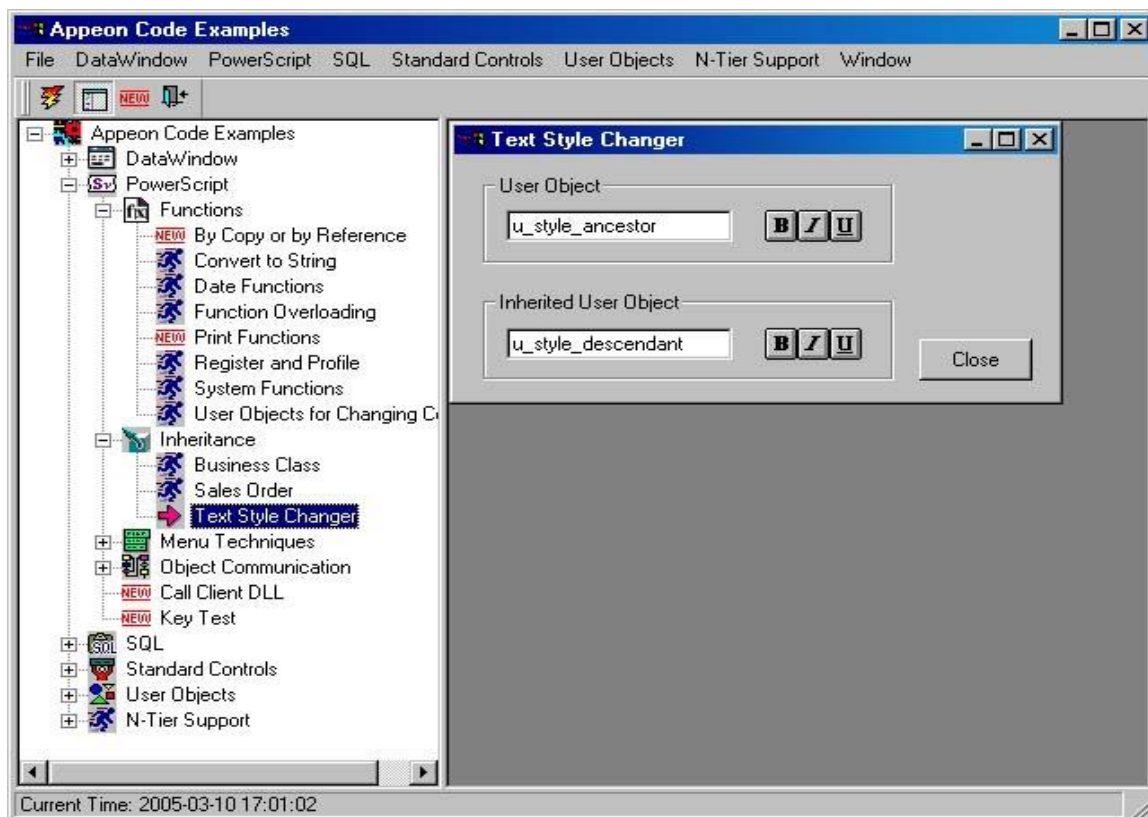 Appeon Code Examples
File DataWindow PowerScript SQL Standard Controls User Objects N-Tier Support Window
NEW
Appeon Code Examples
DataWindow
PowerScript
Functions
NEW By Copy or by Reference
Convert to String
Date Functions
Function Overloading
NEW Print Functions
Register and Profile
System Functions
User Objects for Changing C
Inheritance
Business Class
Sales Order
Text Style Changer
Menu Techniques
Object Communication
NEW Call Client DLL
NEW Key Test
SQL
Standard Controls
User Objects
N-Tier Support
Text Style Changer
User Object
u_style_ancestor B I U
Inherited User Object
u_style_descendant B I U
Close
Current Time: 2005-03-10 17:01:02